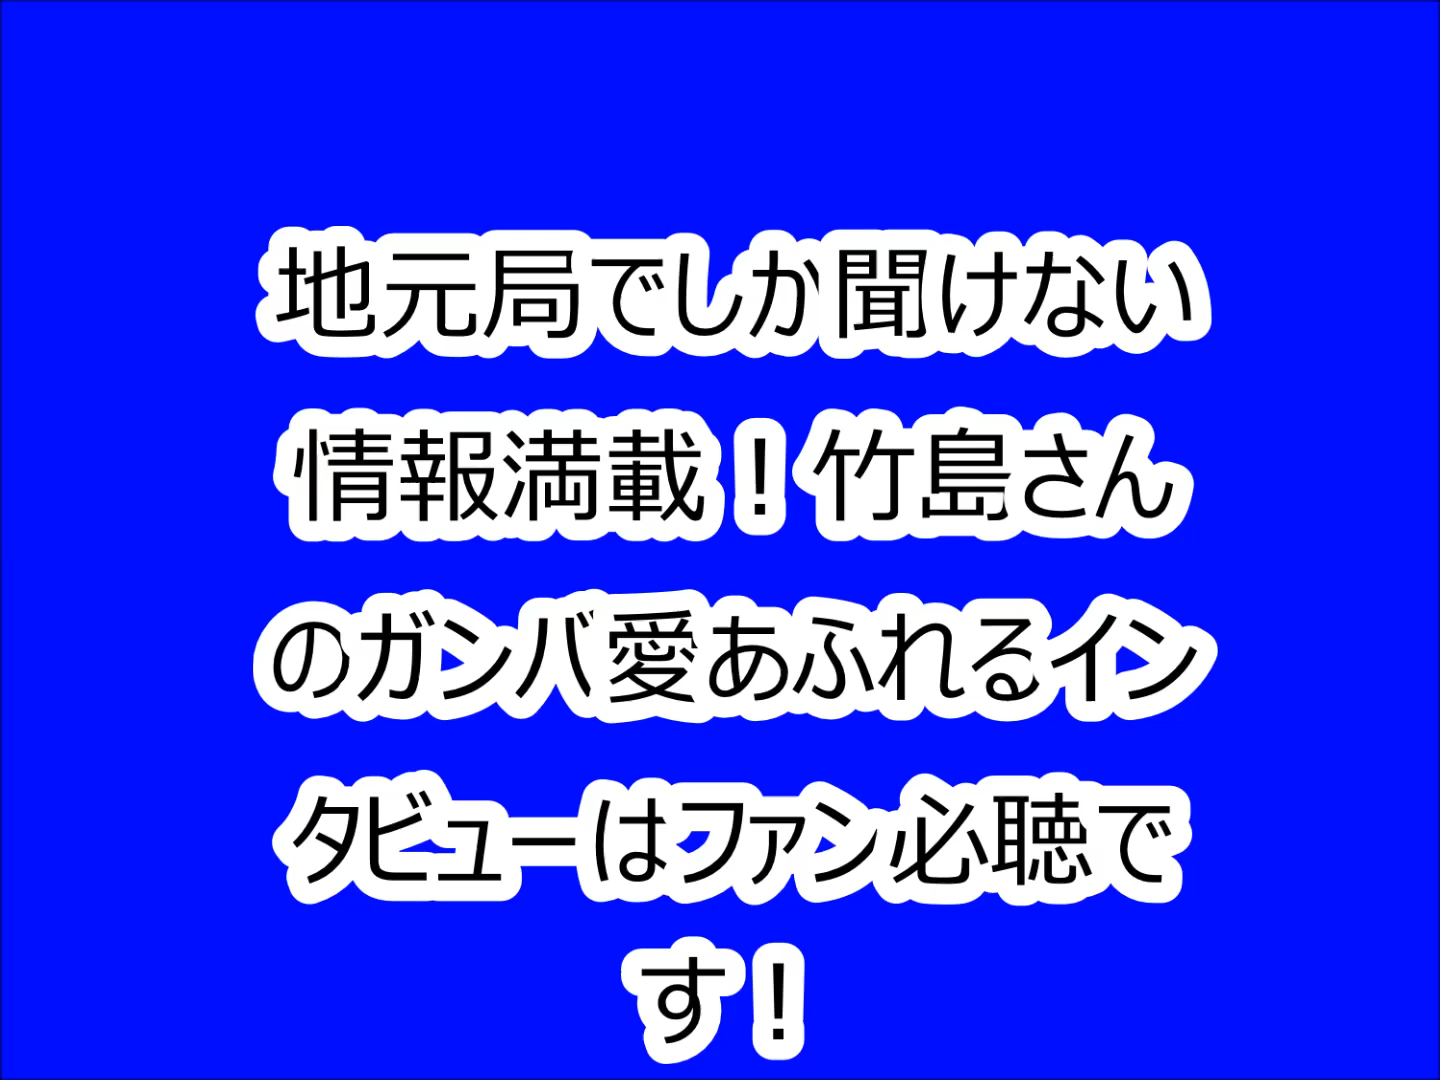 地元局でしか聞けない
情報満載！竹島さん
のガンバ愛あふれるイン
タビューはファン必聴で
す！